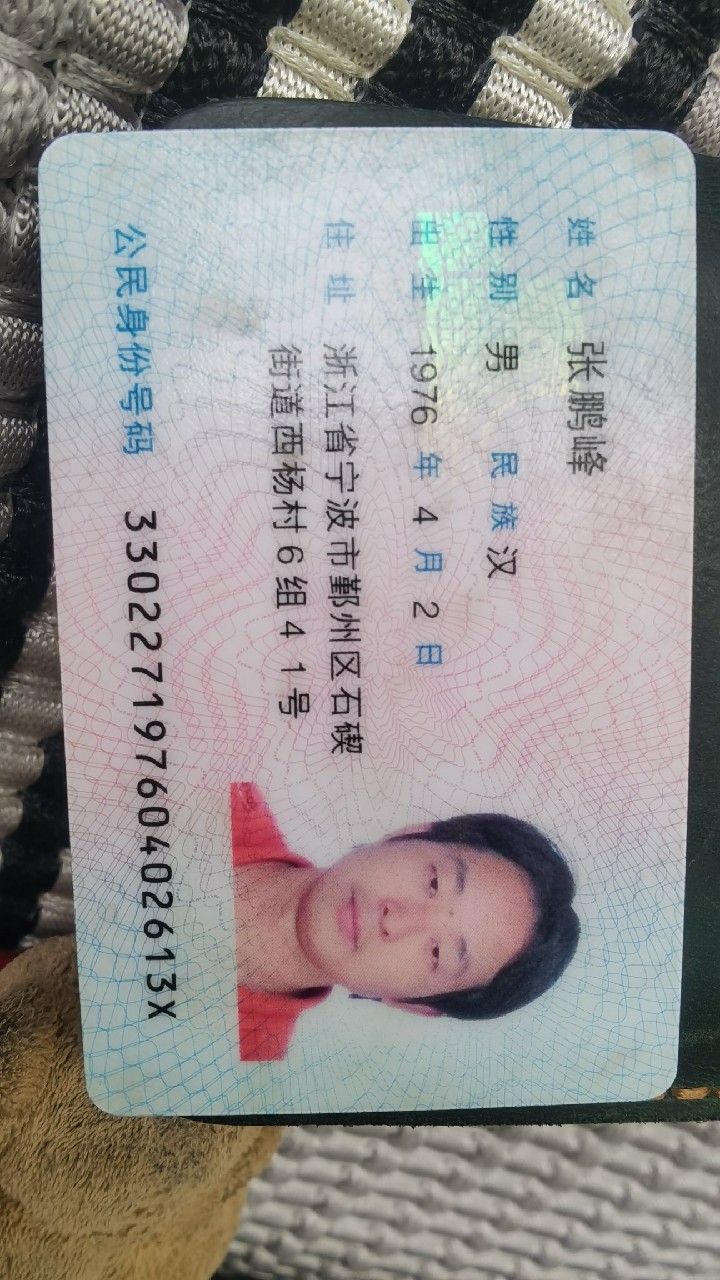 姓名 张鹏峰
性别 男 民族 汉
出生 1976 年 4 月 2 日
住址 浙江省宁波市鄞州区石碶
街道西杨村6组41号
公民身份号码 33022719760402613X